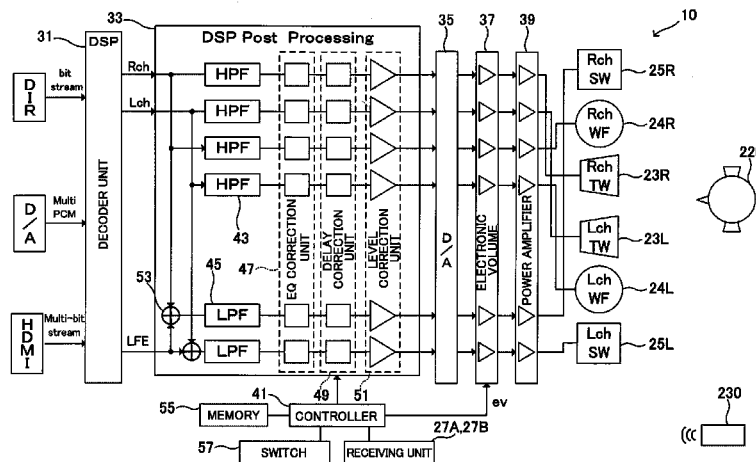 10
31
33
35
37
39
DSP
DSP Post Processing
DIR
bit
stream
Rch
Lch
HPF
HPF
HPF
HPF
43
D/A
Multi
PCM
DECODER UNIT
53
45
47
EQ CORRECTION
UNIT
DELAY
CORRECTION
UNIT
LEVEL CORRECTION
UNIT
D/A
ELECTRONIC
VOLUME
POWER AMPLIFIER
HDMI
Multi-bit
stream
LFE
LPF
LPF
49
51
Rch
SW
25R
Rch
WF
24R
Rch
TW
23R
Lch
TW
23L
Lch
WF
24L
Lch
SW
25L
22
55
MEMORY
41
CONTROLLER
ev
57
SWITCH
RECEIVING UNIT
27A,27B
230